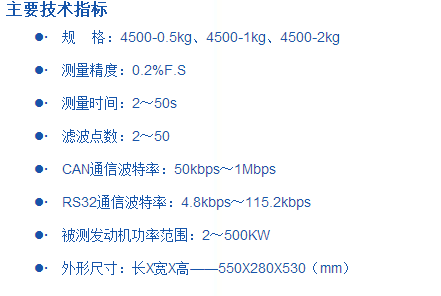 主要技术指标
●· 规 格：4500-0.5kg、4500-1kg、4500-2kg
●· 测量精度：0.2%F.S
●· 测量时间：2～50s
●· 滤波点数：2～50
●· CAN通信波特率：50kbps～1Mbps
●· RS32通信波特率：4.8kbps～115.2kbps
●· 被测发动机功率范围：2～500KW
●· 外形尺寸：长X宽X高——550X280X530（mm）